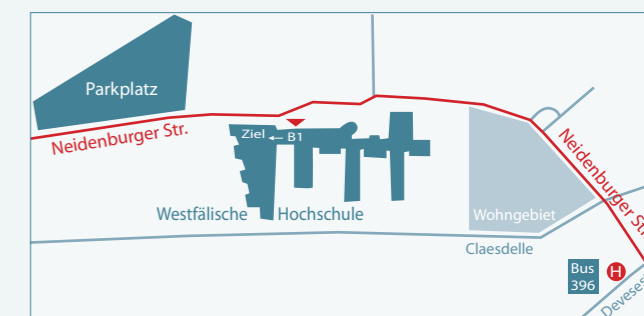 Parkplatz
Neidenburger Str.
Ziel ← B1
Westfälische Hochschule
Wohngebiet
Neidenburger Str.
Claesdelle
Bus
396
H